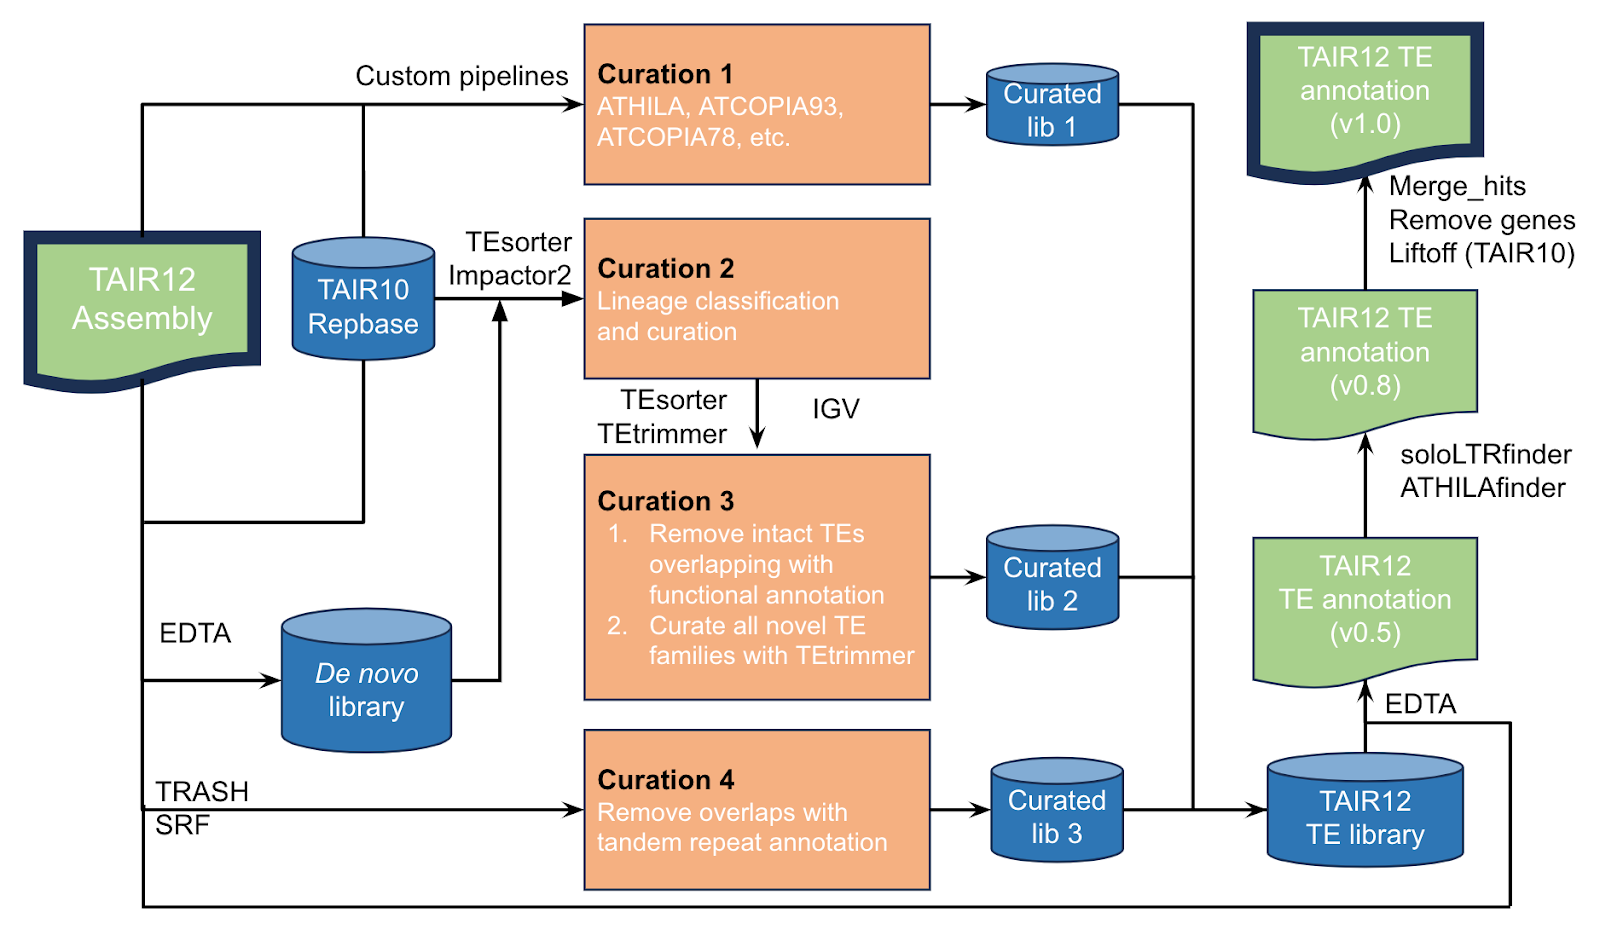 Custom pipelines
Curation 1
ATHILA, ATCOPIA93,
ATCOPIA78, etc.
Curated
lib 1
TAIR12 TE
annotation
(v1.0)
Merge_hits
Remove genes
Liftoff (TAIR10)
TAIR12
Assembly
TAIR10
Repbase
TEsorter
Impactor2
Curation 2
Lineage classification
and curation
TEsorter
TEtrimmer
IGV
TAIR12 TE
annotation
(v0.8)
soloLTRfinder
ATHILAfinder
Curation 3
1. Remove intact TEs
overlapping with
functional annotation
2. Curate all novel TE
families with TEtrimmer
Curated
lib 2
TAIR12
TE annotation
(v0.5)
EDTA
EDTA
De novo
library
TRASH
SRF
Curation 4
Remove overlaps with
tandem repeat annotation
Curated
lib 3
TAIR12
TE library